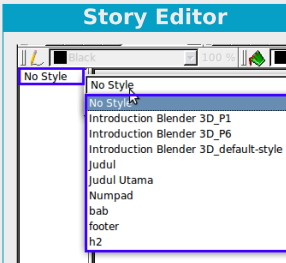 Story Editor
Black
100 %
No Style
No Style
No Style
Introduction Blender 3D_P1
Introduction Blender 3D_P6
Introduction Blender 3D_default-style
Judul
Judul Utama
Numpad
bab
footer
h2